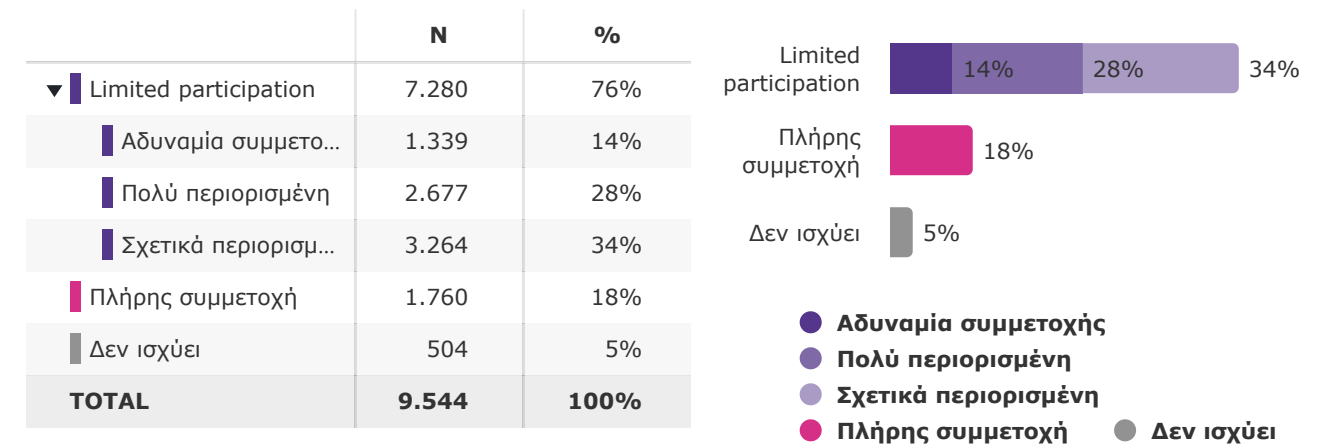 N %
Limited participation 7.280 76%
Αδυναμία συμμετο... 1.339 14%
Πολύ περιορισμένη 2.677 28%
Σχετικά περιορισμ... 3.264 34%
Πλήρης συμμετοχή 1.760 18%
Δεν ισχύει 504 5%
TOTAL 9.544 100%
Limited
participation
14% 28% 34%
Πλήρης
συμμετοχή
18%
Δεν ισχύει 5%
Αδυναμία συμμετοχής
Πολύ περιορισμένη
Σχετικά περιορισμένη
Πλήρης συμμετοχή Δεν ισχύει